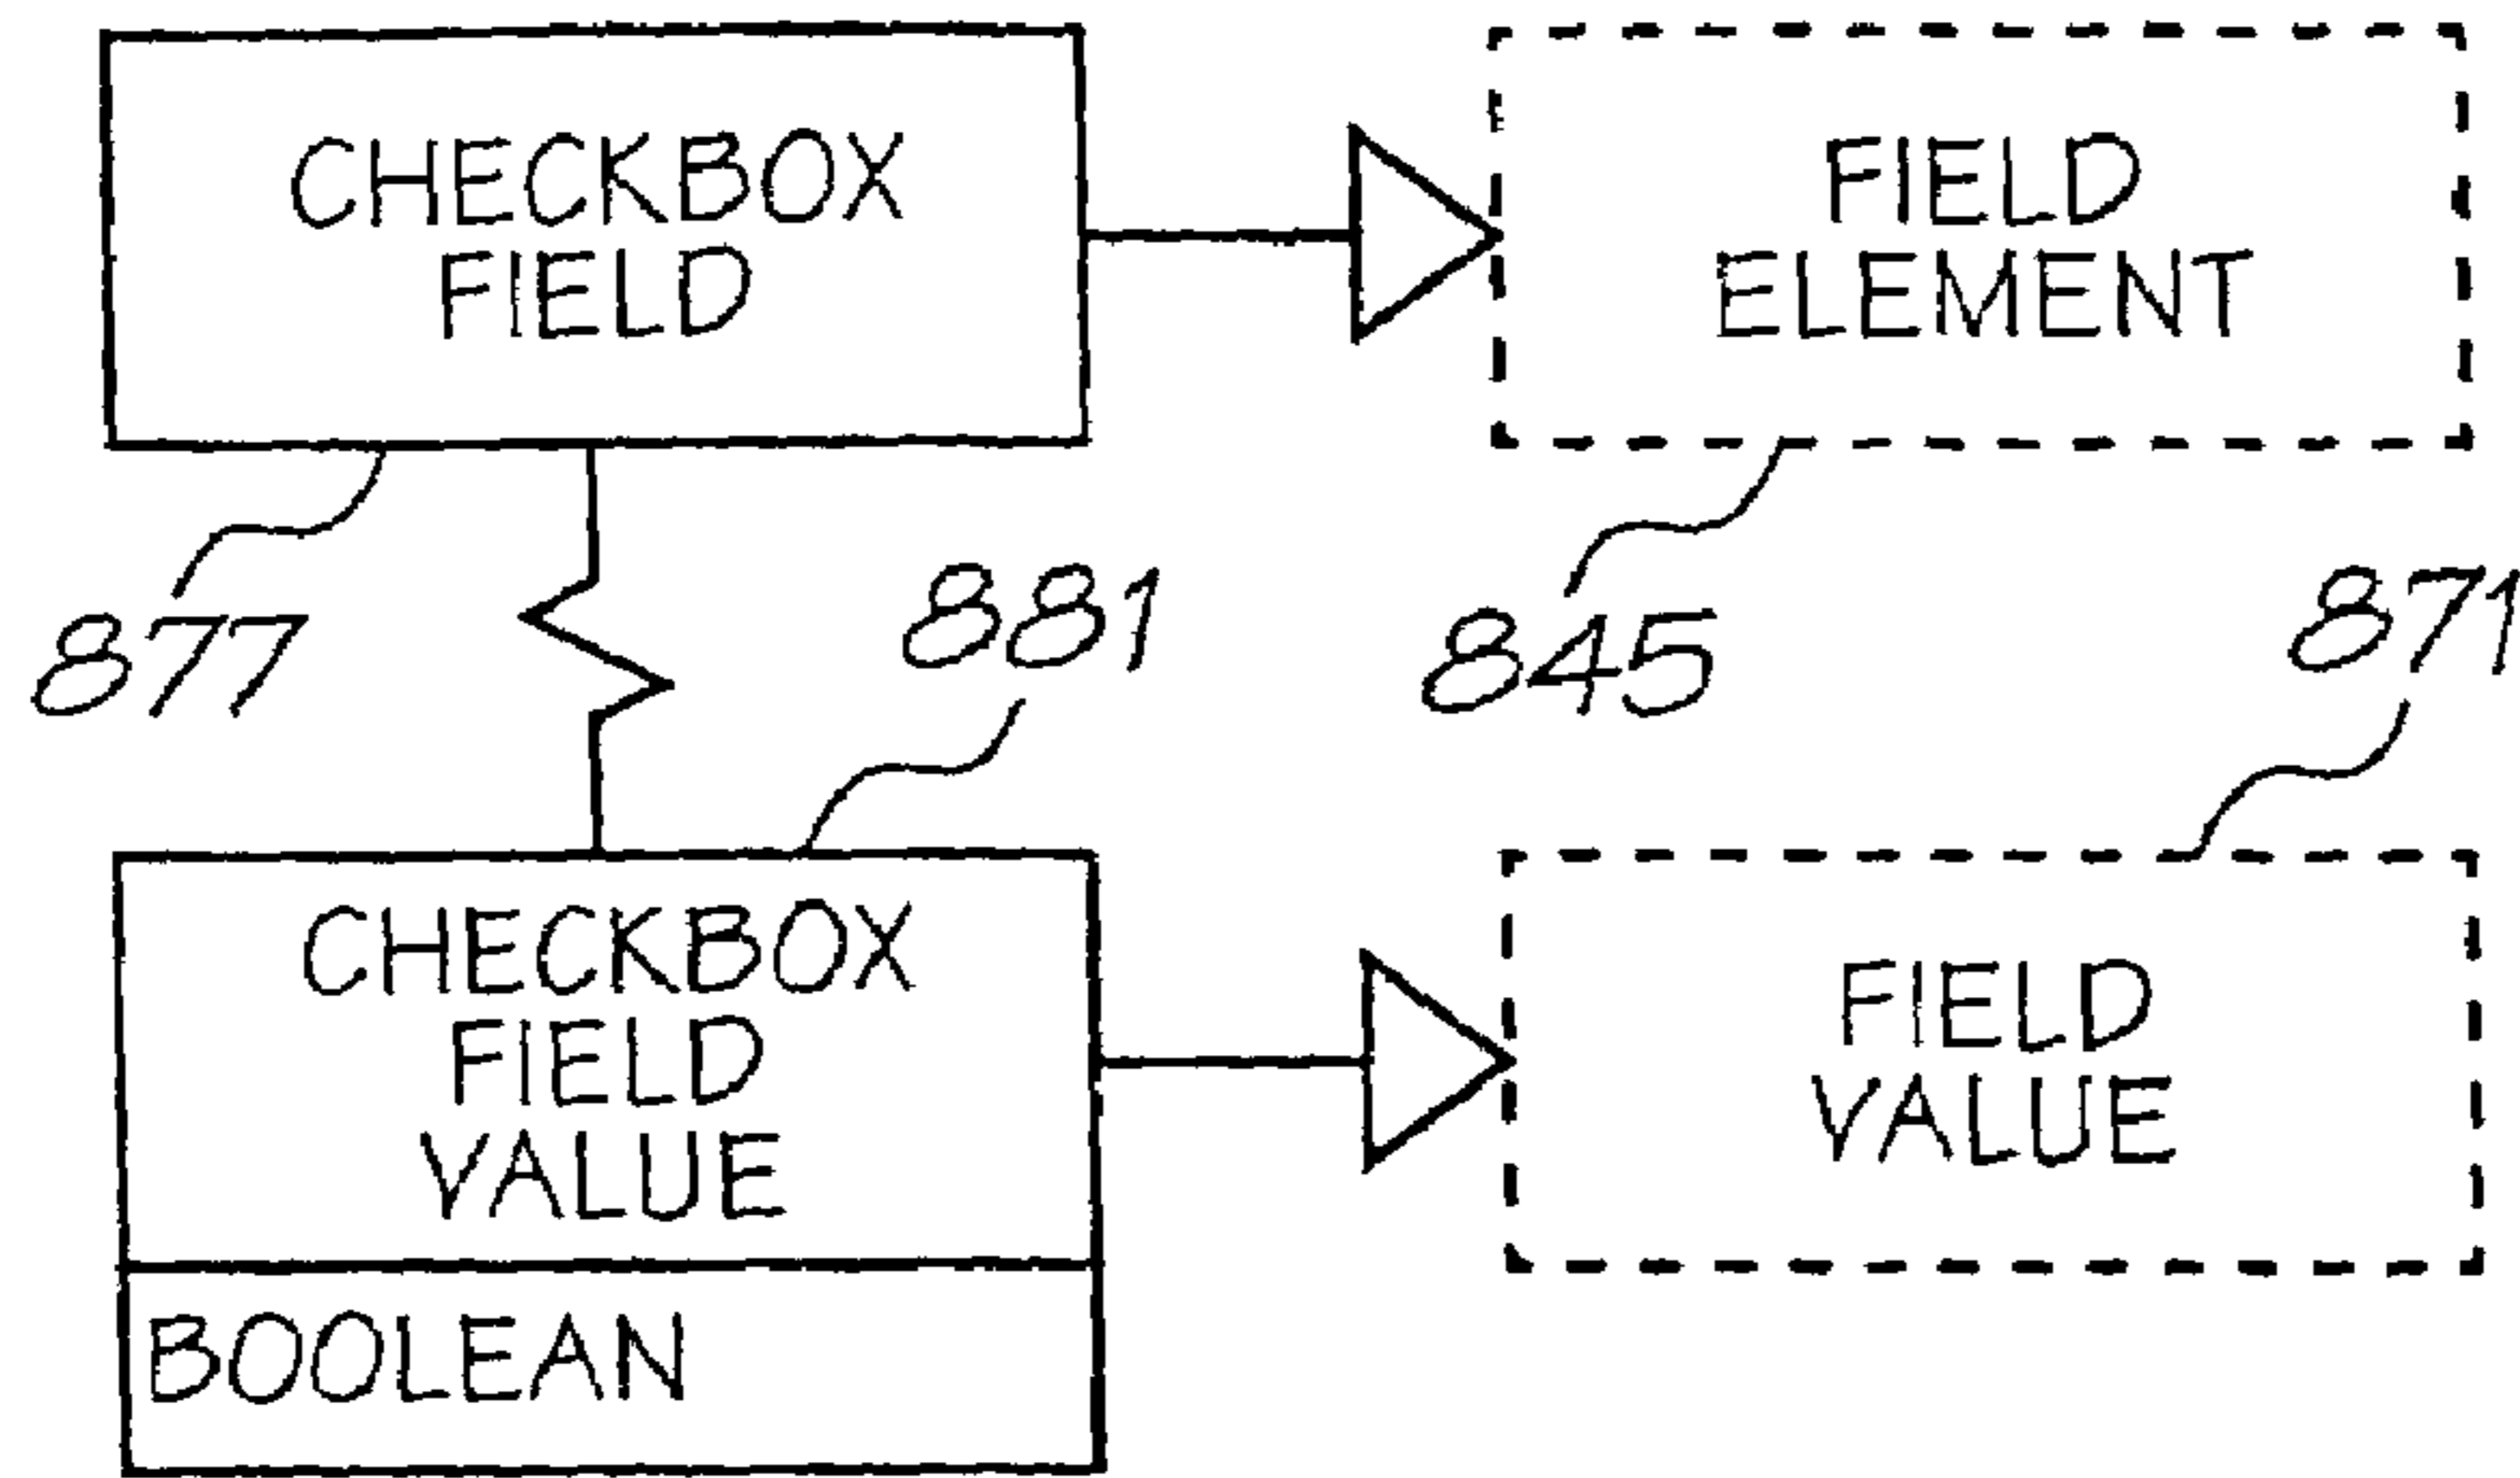 CHECKBOX
FIELD
FIELD
ELEMENT
877
881
845
871
CHECKBOX
FIELD
VALUE
BOOLEAN
FIELD
VALUE